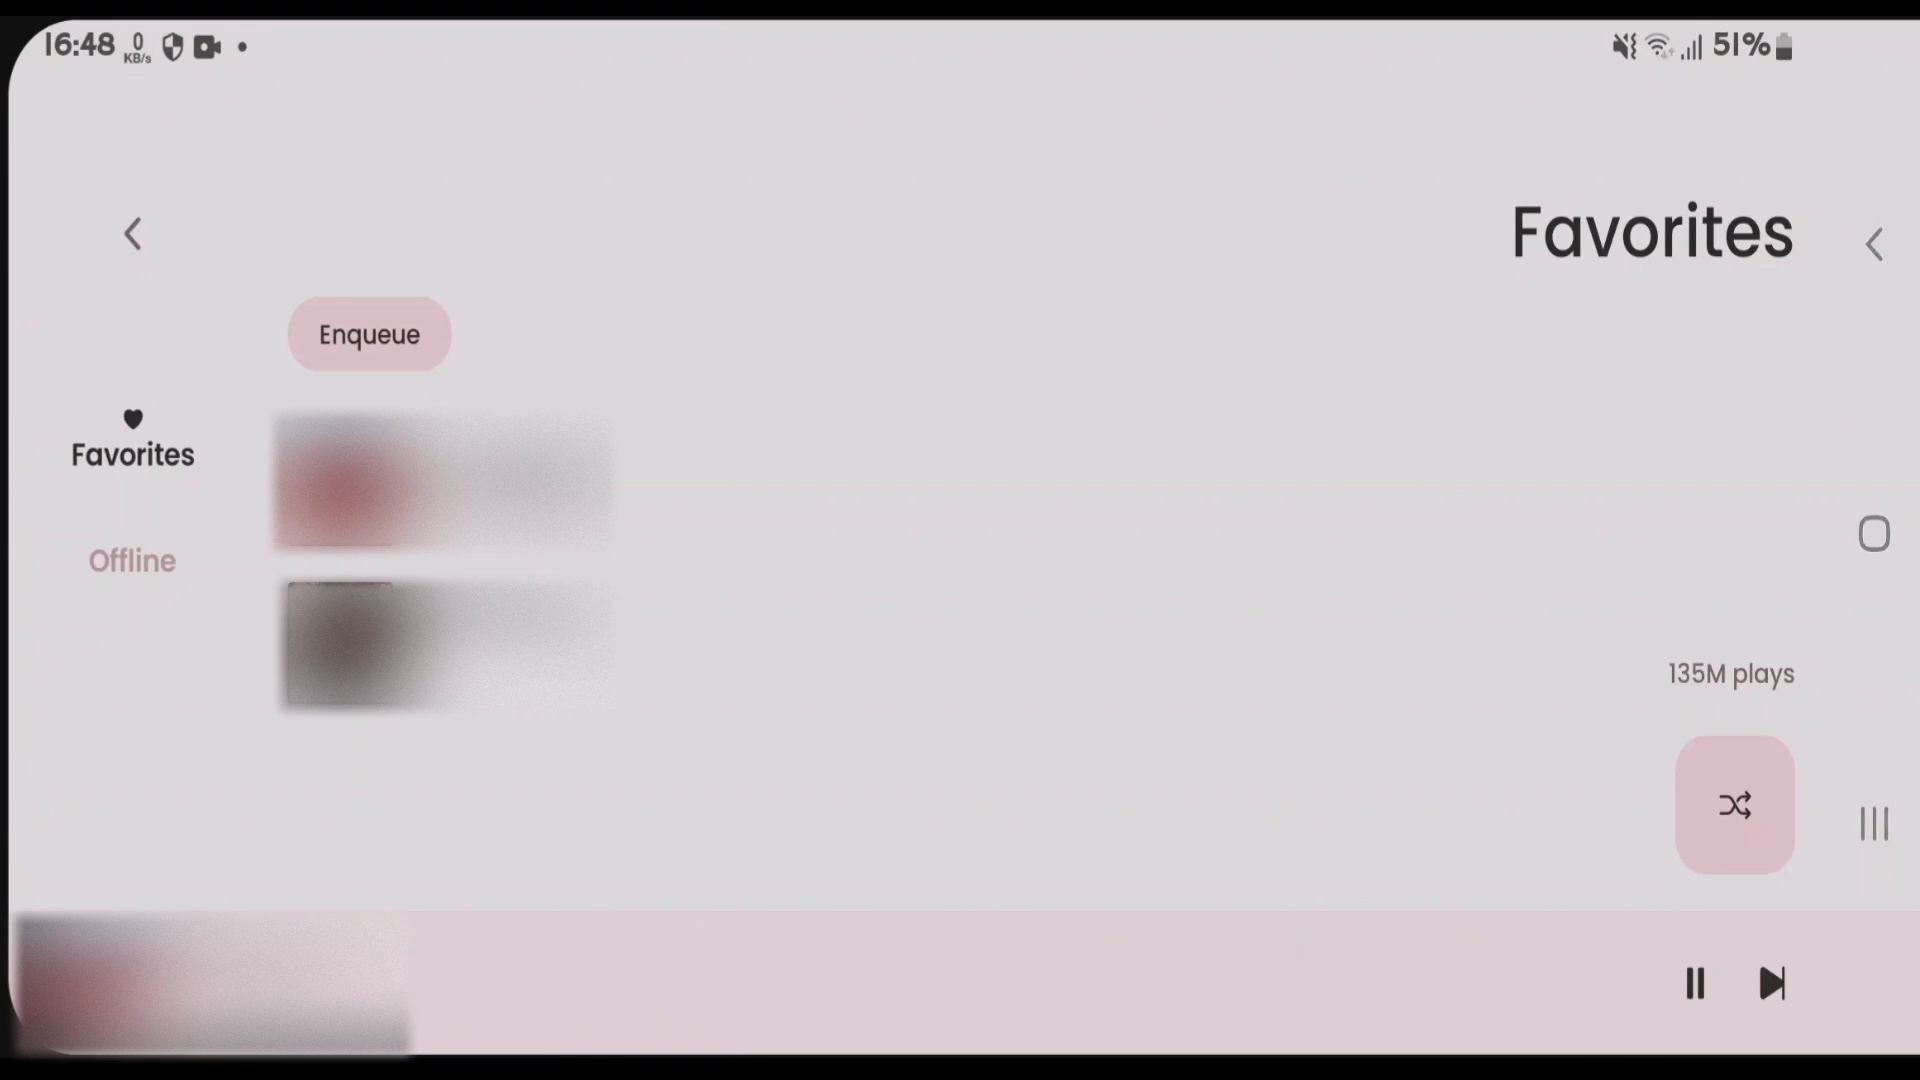 16:48 0 KB/s 51%
Favorites
Enqueue
Favorites
Offline
135M plays